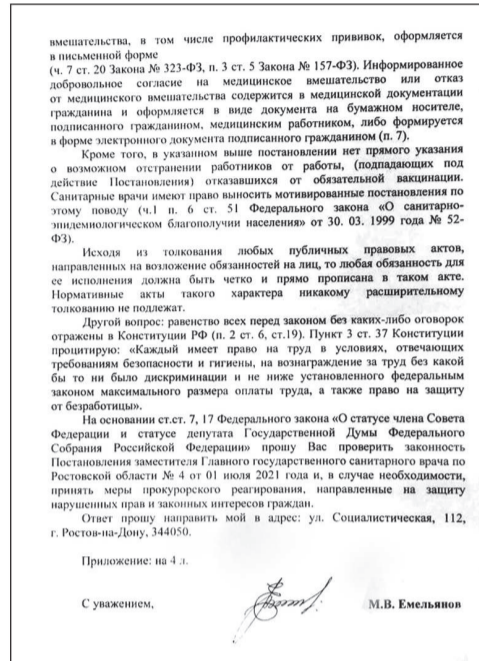 вмешательства, в том числе профилактических прививок, оформляется
в письменной форме
(ч. 7 ст. 20 Закона № 323-ФЗ, п. 3 ст. 5 Закона № 157-ФЗ). Информированное
добровольное согласие на медицинское вмешательство или отказ
от медицинского вмешательства содержится в медицинской документации
гражданина и оформляется в виде документа на бумажном носителе,
подписанного гражданином, медицинским работником, либо формируется
в форме электронного документа подписанного гражданином (п. 7).
Кроме того, в указанном выше постановлении нет прямого указания
о возможном отстранении работников от работы, (подпадающих под
действие Постановления) отказавшихся от обязательной вакцинации.
Санитарные врачи имеют право выносить мотивированные постановления по
этому поводу (ч.1 п. 6 ст. 51 Федерального закона «О санитарно-
эпидемиологическом благополучии населения» от 30. 03. 1999 года № 52-
ФЗ).
Исходя из толкования любых публичных правовых актов,
направленных на возложение обязанностей на лиц, то любая обязанность для
ее исполнения должна быть четко и прямо прописана в таком акте.
Нормативные акты такого характера никакому расширительному
толкованию не подлежат.
Другой вопрос: равенство всех перед законом без каких-либо оговорок
отражены в Конституции РФ (п. 2 ст. 6, ст.19). Пункт 3 ст. 37 Конституции
процитирую: «Каждый имеет право на труд в условиях, отвечающих
требованиям безопасности и гигиены, на вознаграждение за труд без какой
бы то ни было дискриминации и не ниже установленного федеральным
законом минимального размера оплаты труда, а также право на защиту
от безработицы».
На основании ст.ст. 7, 17 Федерального закона «О статусе члена Совета
Федерации и статусе депутата Государственной Думы Федерального
Собрания Российской Федерации» прошу Вас проверить законность
Постановления заместителя Главного государственного санитарного врача по
Ростовской области № 4 от 01 июля 2021 года и, в случае необходимости,
принять меры прокурорского реагирования, направленные на защиту
нарушенных прав и законных интересов граждан.
Ответ прошу направить мой в адрес: ул. Социалистическая, 112,
г. Ростов-на-Дону, 344050.
Приложение: на 4 л.
С уважением,
М.В. Емельянов